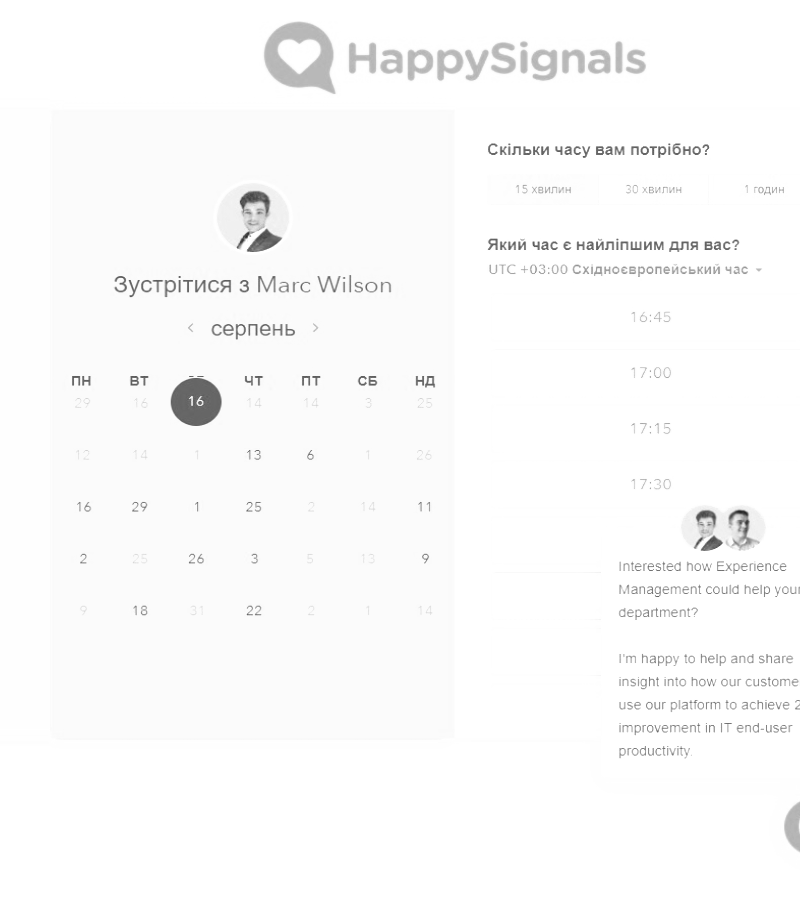 HappySignals
Зустрітися з Marc Wilson
серпень
ПН ВТ ЧТ ПТ СБ НД
29 16 16 14 14 3 25
12 14 1 13 6 1 26
16 29 1 25 2 14 11
2 25 26 3 5 13 9
9 18 31 22 2 1 14
Скільки часу вам потрібно?
15 хвилин 30 хвилин 1 годин
Який час є найліпшим для вас?
UTC +03:00 Східноєвропейський час
16:45
17:00
17:15
17:30
Interested how Experience
Management could help your
department?
I'm happy to help and share
insight into how our custome
use our platform to achieve 2
improvement in IT end-user
productivity.